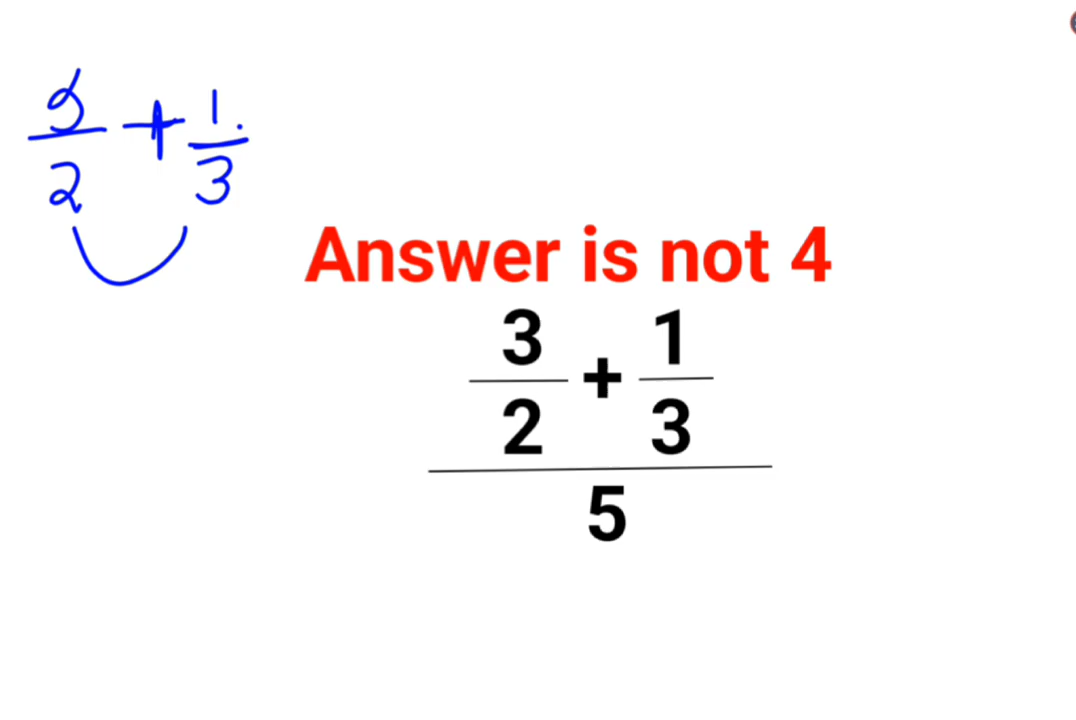 3/2 + 1/3
Answer is not 4
3/2 + 1/3
5